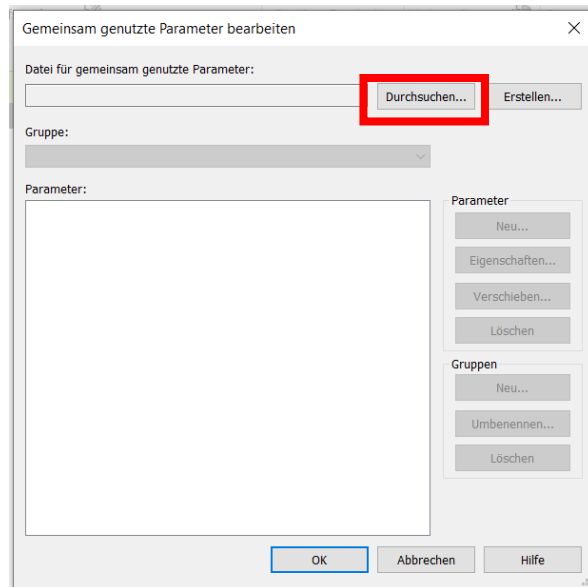 Gemeinsam genutzte Parameter bearbeiten
Datei für gemeinsam genutzte Parameter:
Durchsuchen... Erstellen...
Gruppe:
Parameter:
Parameter
Neu...
Eigenschaften...
Verschieben...
Löschen
Gruppen
Neu...
Umbenennen...
Löschen
OK Abbrechen Hilfe